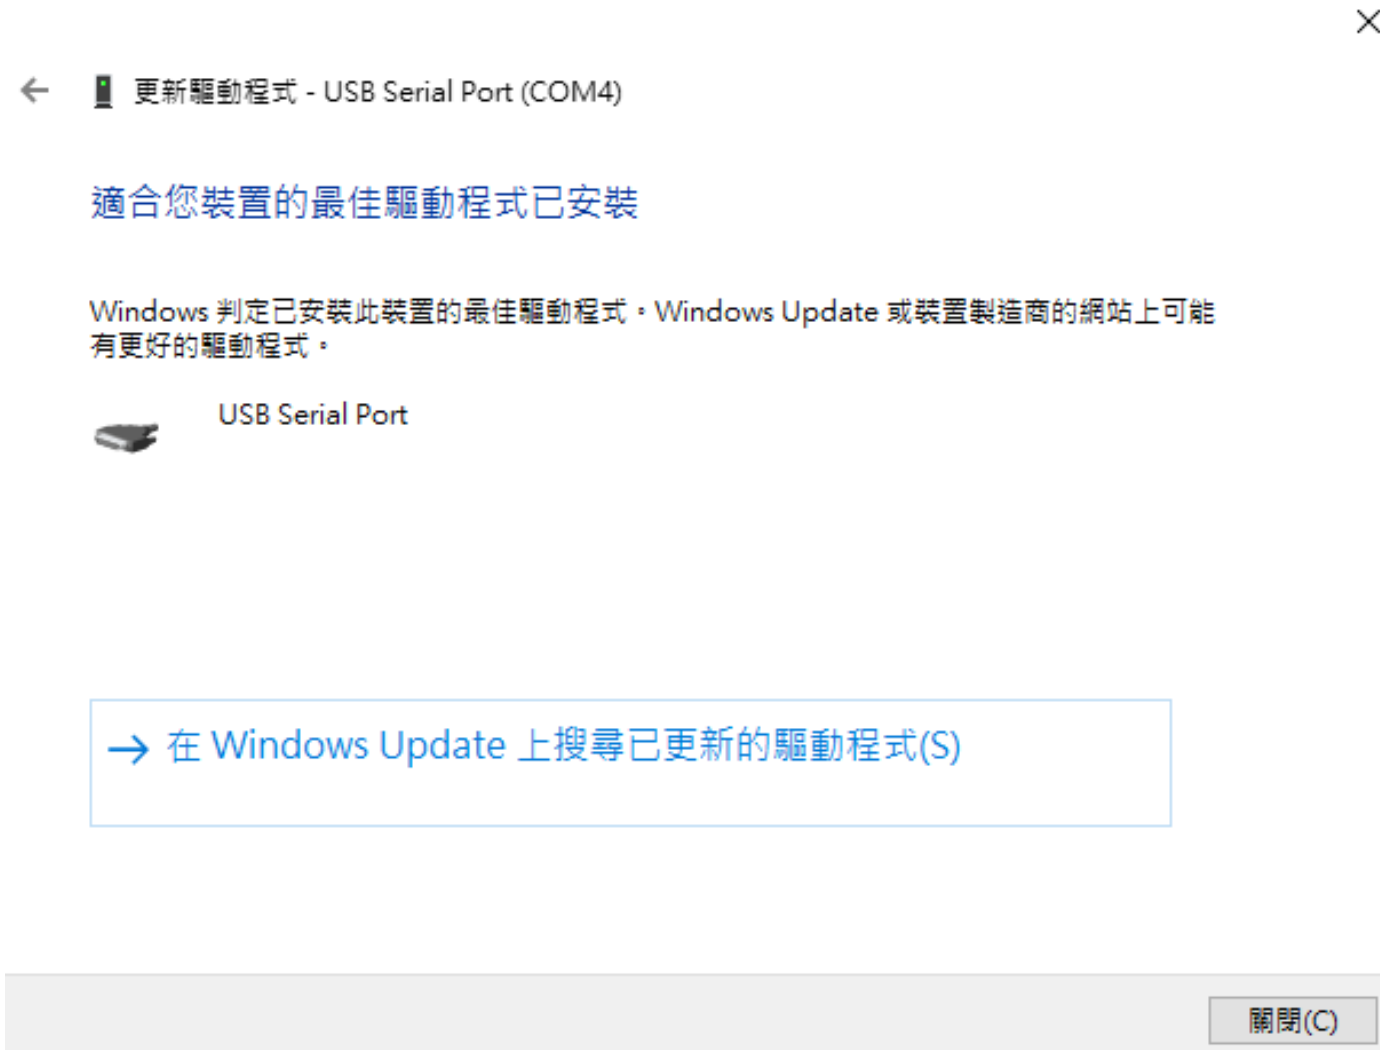 更新驅動程式 - USB Serial Port (COM4)
適合您裝置的最佳驅動程式已安裝
Windows 判定已安裝此裝置的最佳驅動程式。Windows Update 或裝置製造商的網站上可能
有更好的驅動程式。
USB Serial Port
在 Windows Update 上搜尋已更新的驅動程式(S)
關閉(C)